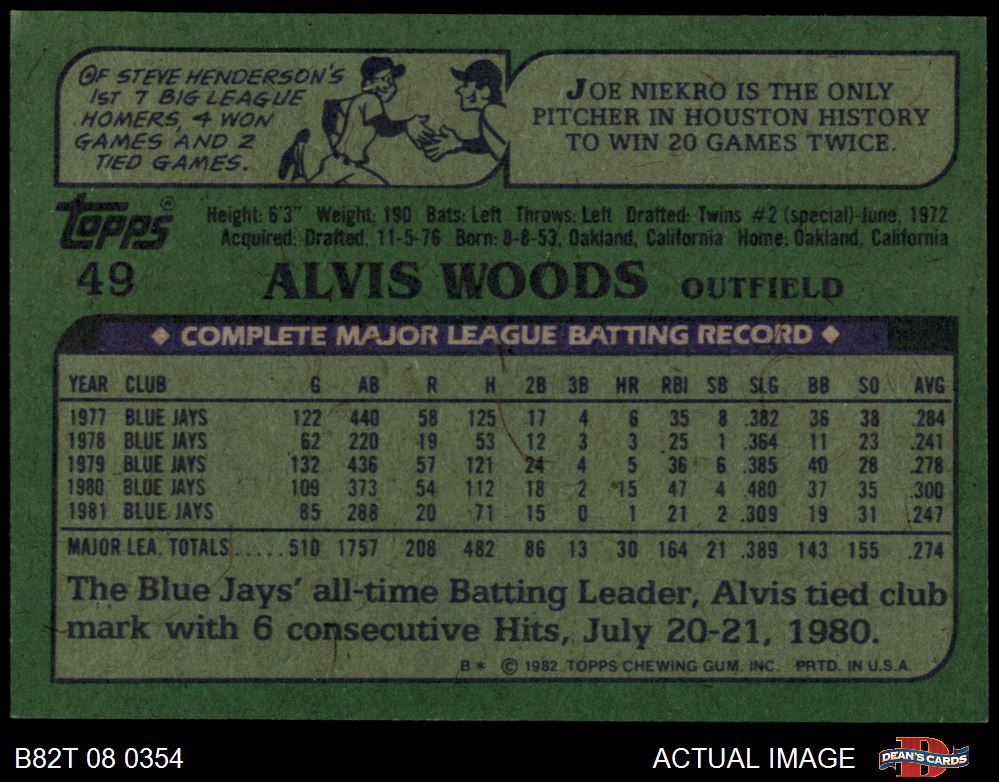 OF STEVE HENDERSON'S
1ST 7 BIG LEAGUE
HOMERS, 4 WON
GAMES AND 2
TIED GAMES.
JOE NIEKRO IS THE ONLY
PITCHER IN HOUSTON HISTORY
TO WIN 20 GAMES TWICE.
TOPPS®
Height: 6'3" Weight: 190 Bats: Left Throws: Left Drafted: Twins #2 (special)-June, 1972
Acquired: Drafted, 11-5-76 Born: 8-8-53, Oakland, California Home: Oakland, California
49 ALVIS WOODS OUTFIELD
◆ COMPLETE MAJOR LEAGUE BATTING RECORD ◆
YEAR CLUB G AB R H 2B 3B HR RBI SB SLG BB SO AVG
1977 BLUE JAYS 122 440 58 125 17 4 6 35 8 .382 36 38 .284
1978 BLUE JAYS 62 220 19 53 12 3 3 25 1 .364 11 23 .241
1979 BLUE JAYS 132 436 57 121 24 4 5 36 6 .385 40 28 .278
1980 BLUE JAYS 109 373 54 112 18 2 15 47 4 .480 37 35 .300
1981 BLUE JAYS 85 288 20 71 15 0 1 21 2 .309 19 31 .247
MAJOR LEA. TOTALS..... 510 1757 208 482 86 13 30 164 21 .389 143 155 .274
The Blue Jays' all-time Batting Leader, Alvis tied club
mark with 6 consecutive Hits, July 20-21, 1980.
B* © 1982 TOPPS CHEWING GUM, INC. PRTD. IN U.S.A.
B82T 08 0354
ACTUAL IMAGE
DEAN'S CARDS